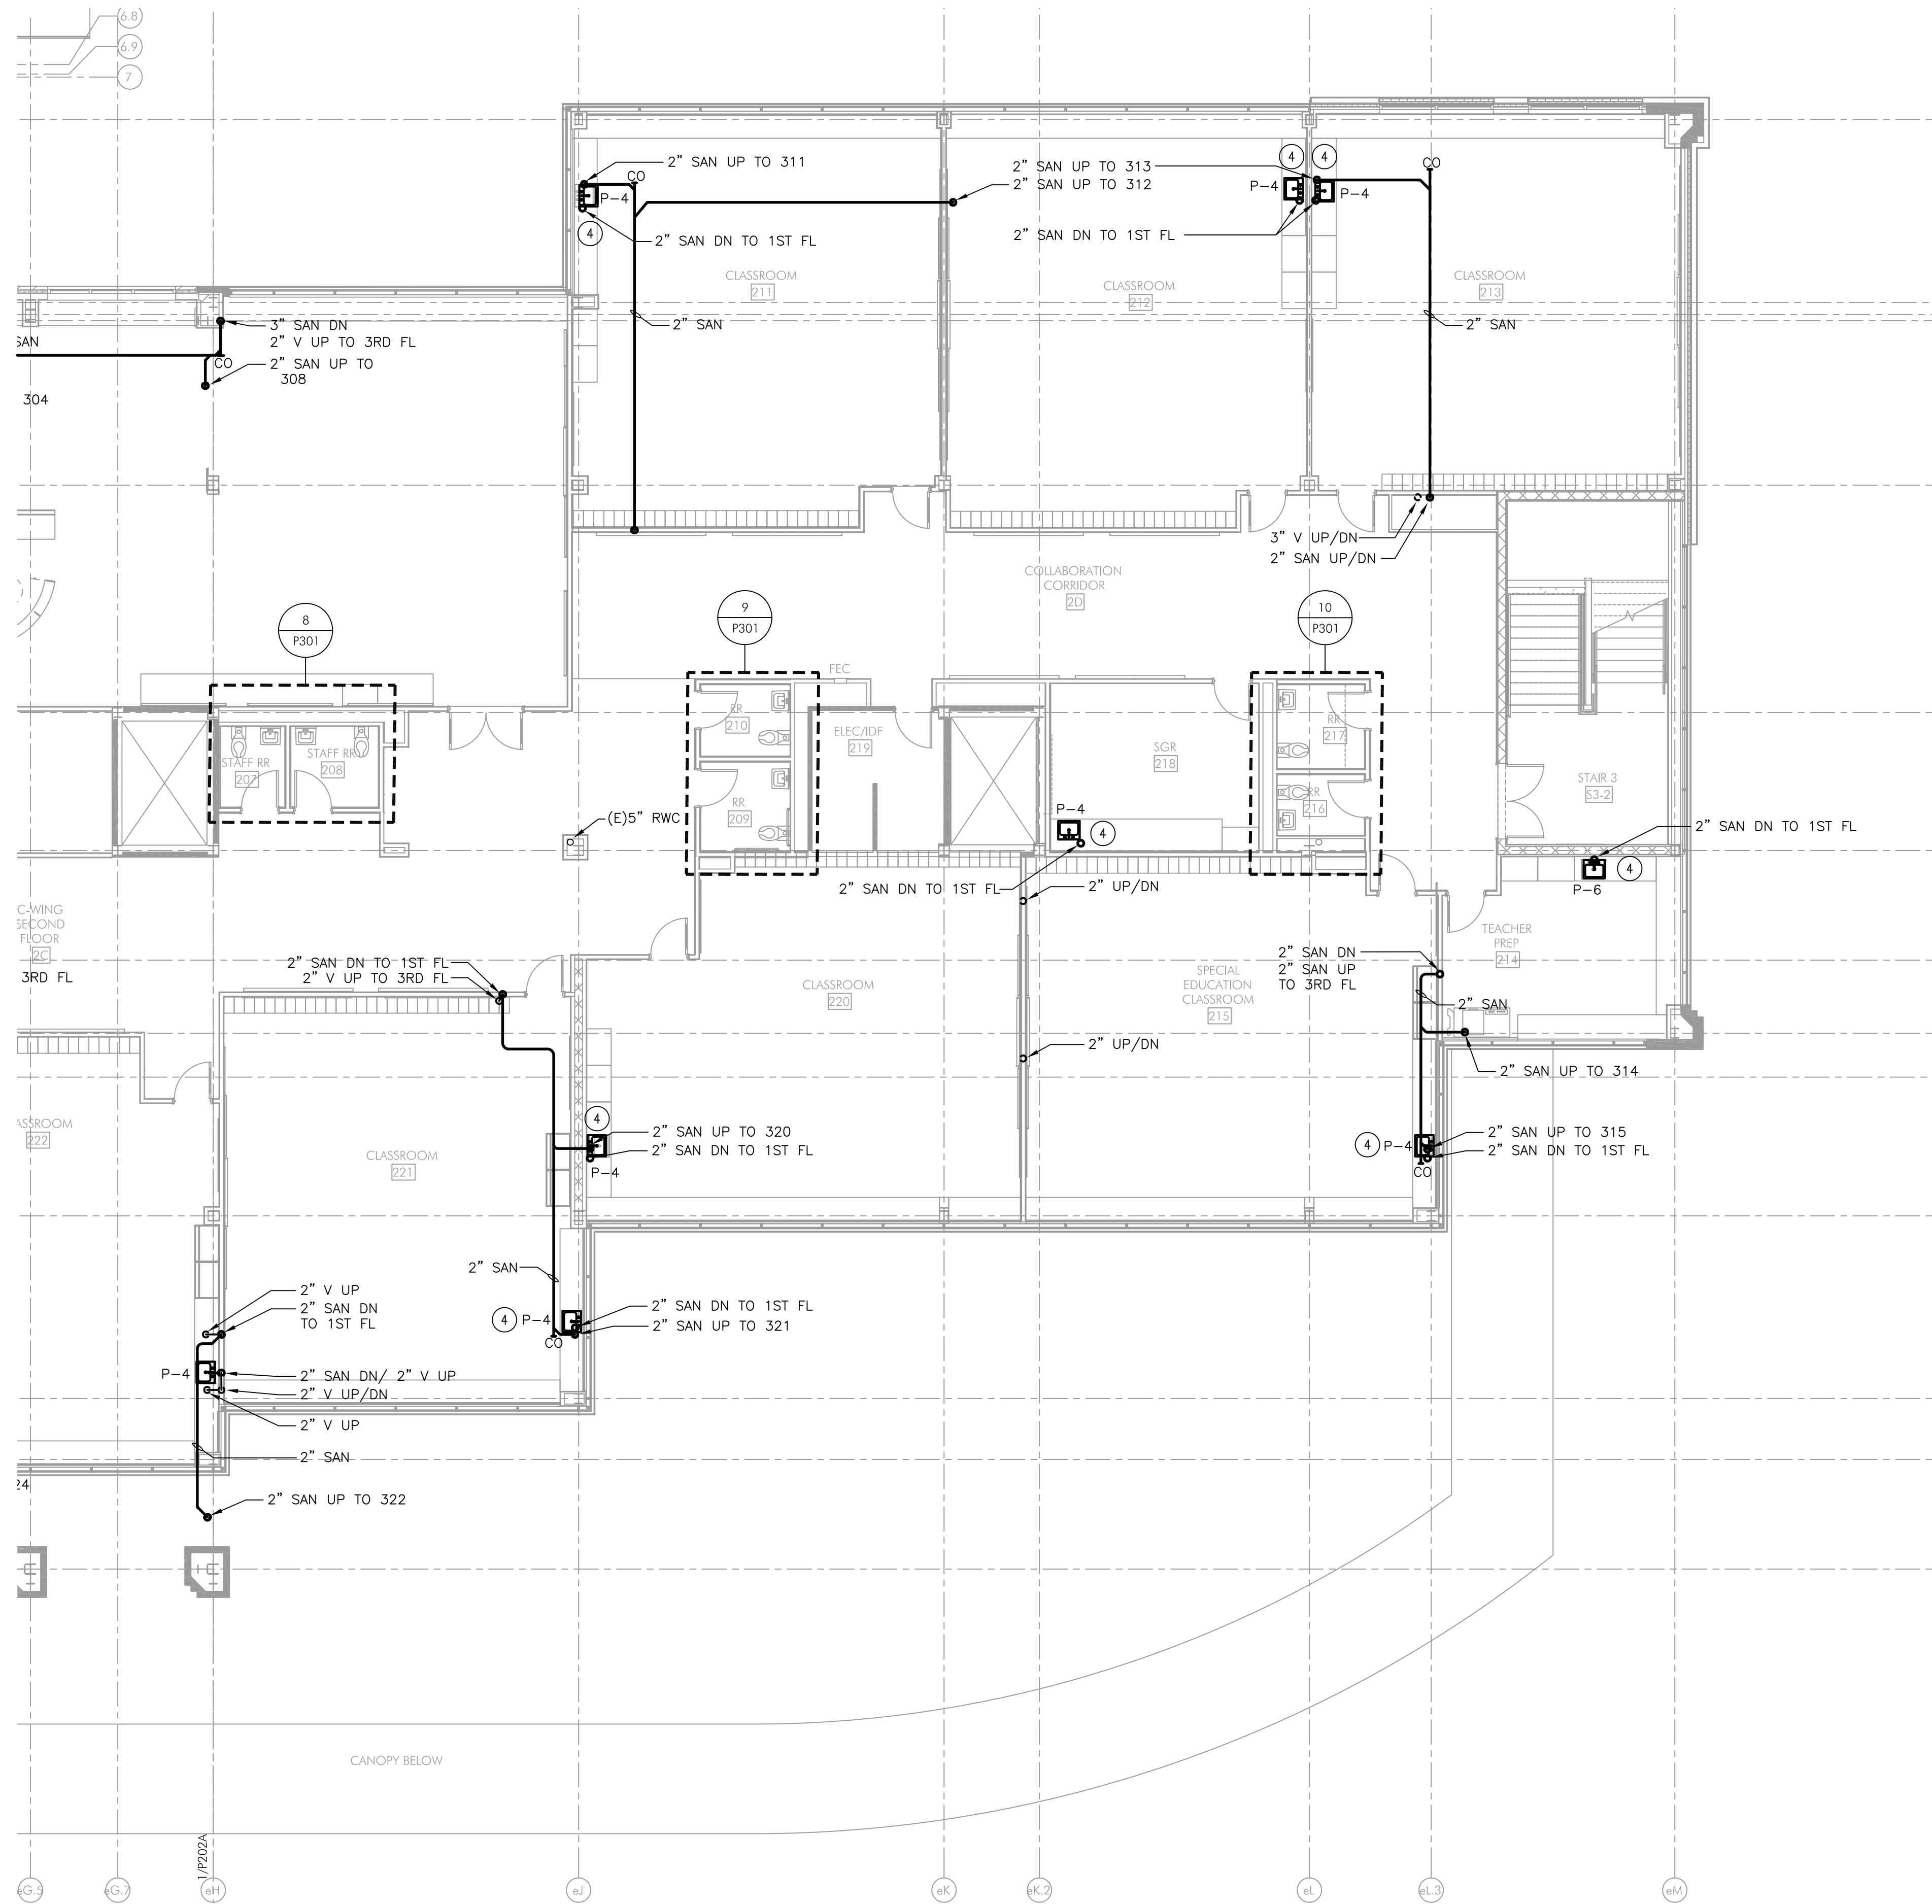 6.8
6.9
7
2" SAN UP TO 311
CO
P-4
4
2" SAN DN TO 1ST FL
CLASSROOM
211
2" SAN
2" SAN UP TO 313
2" SAN UP TO 312
4
4
P-4
P-4
2" SAN DN TO 1ST FL
CLASSROOM
212
CO
CLASSROOM
213
2" SAN
SAN
3" SAN DN
2" V UP TO 3RD FL
CO
2" SAN UP TO
308
304
3" V UP/DN
2" SAN UP/DN
COLLABORATION
CORRIDOR
2D
8
P301
9
P301
10
P301
FEC
STAFF RR
207
STAFF RR
208
RR
210
RR
209
ELEC/IDF
219
SGR
218
RR
217
RR
216
STAIR 3
S3-2
(E)5" RWC
P-4
4
2" SAN DN TO 1ST FL
2" UP/DN
2" SAN DN TO 1ST FL
4
P-6
TEACHER
PREP
214
C-WING
SECOND
FLOOR
2C
3RD FL
2" SAN DN TO 1ST FL
2" V UP TO 3RD FL
CLASSROOM
220
SPECIAL
EDUCATION
CLASSROOM
215
2" SAN DN
2" SAN UP
TO 3RD FL
2" SAN
2" UP/DN
2" SAN UP TO 314
ASSROOM
222
CLASSROOM
221
4
2" SAN UP TO 320
2" SAN DN TO 1ST FL
P-4
4
P-4
2" SAN UP TO 315
2" SAN DN TO 1ST FL
CO
2" SAN
2" V UP
2" SAN DN
TO 1ST FL
4
P-4
CO
2" SAN DN TO 1ST FL
2" SAN UP TO 321
P-4
2" SAN DN/ 2" V UP
2" V UP/DN
2" V UP
2" SAN
24
2" SAN UP TO 322
CANOPY BELOW
1/P202A
eG.5
eG.7
eH
eJ
eK
eK.2
eL
eL.3
eM